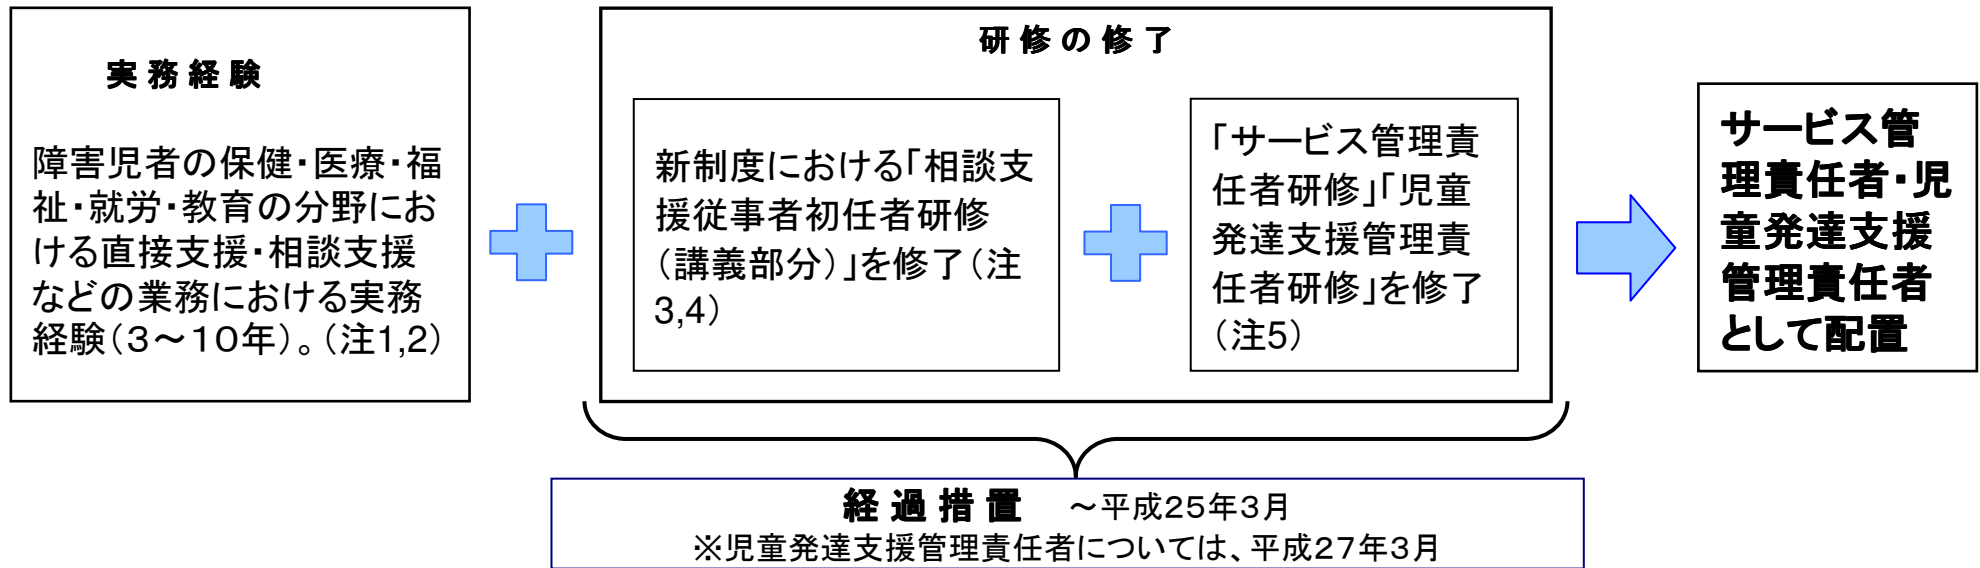 実務経験
障害児者の保健・医療・福
祉・就労・教育の分野にお
ける直接支援・相談支援
などの業務における実務
経験（３～１０年）。（注1,2）
研修の修了
新制度における「相談支
援従事者初任者研修
（講義部分）」を修了（注
3,4）
「サービス管理責
任者研修」「児童
発達支援管理責
任者研修」を修了
（注5）
サービス管
理責任者・児
童発達支援
管理責任者
として配置
経過措置　～平成２５年３月
※児童発達支援管理責任者については、平成２７年３月